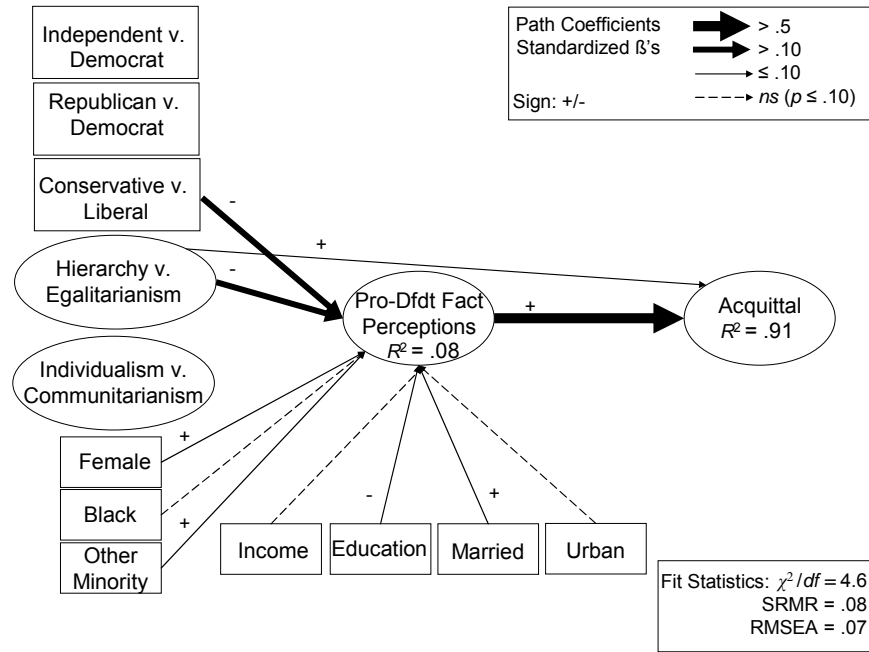 Independent v.
Democrat
Republican v.
Democrat
Conservative v.
Liberal
Hierarchy v.
Egalitarianism
Individualism v.
Communitarianism
Female
Black
Other
Minority
Income
Education
Married
Urban
Pro-Dfdt Fact
Perceptions
R² = .08
Acquittal
R² = .91
-
-
+
+
+
+
-
+
Path Coefficients
Standardized ß's
> .5
> .10
≤ .10
Sign: +/-
ns (p ≤ .10)
Fit Statistics: χ²/df = 4.6
SRMR = .08
RMSEA = .07